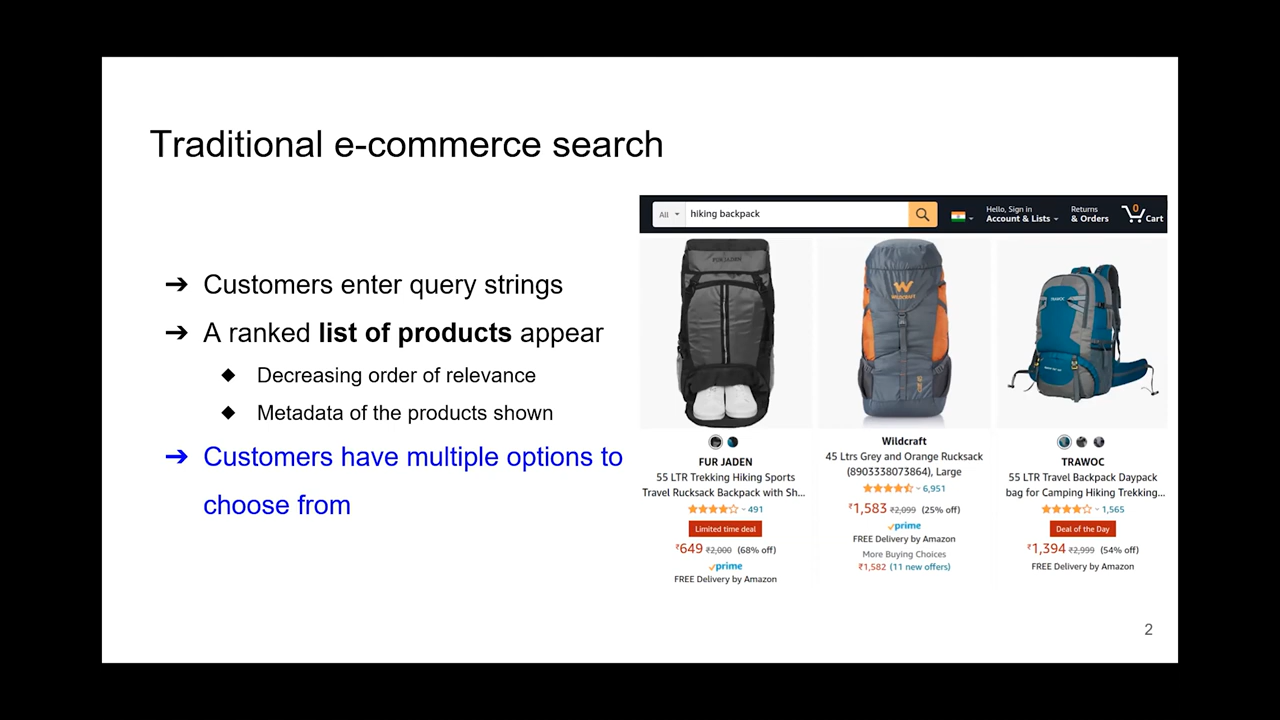 Traditional e-commerce search
➔ Customers enter query strings
➔ A ranked list of products appear
◆ Decreasing order of relevance
◆ Metadata of the products shown
➔ Customers have multiple options to
choose from
All
hiking backpack
Hello, Sign in
Account & Lists
Returns
& Orders
0
Cart
FUR JADEN
FUR JADEN
55 LTR Trekking Hiking Sports
Travel Rucksack Backpack with Sh...
491
Limited time deal
₹649 ₹2,000 (68% off)
prime
FREE Delivery by Amazon
WILDCRAFT
Wildcraft
45 Ltrs Grey and Orange Rucksack
(8903338073864), Large
6,951
₹1,583 ₹2,099 (25% off)
prime
FREE Delivery by Amazon
More Buying Choices
₹1,582 (11 new offers)
TRAWOC
TRAWOC
55 LTR Travel Backpack Daypack
bag for Camping Hiking Trekking...
1,565
Deal of the Day
₹1,394 ₹2,999 (54% off)
FREE Delivery by Amazon
2